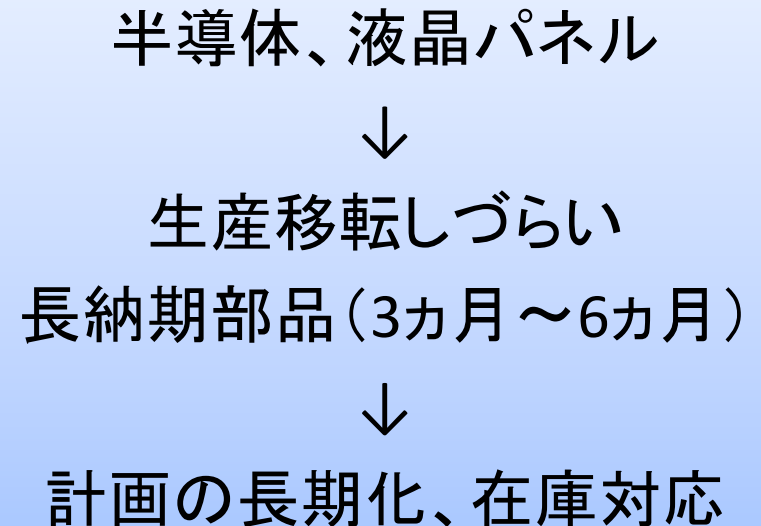 半導体、液晶パネル
↓
生産移転しづらい
長納期部品（3ヵ月～6ヵ月）
↓
計画の長期化、在庫対応